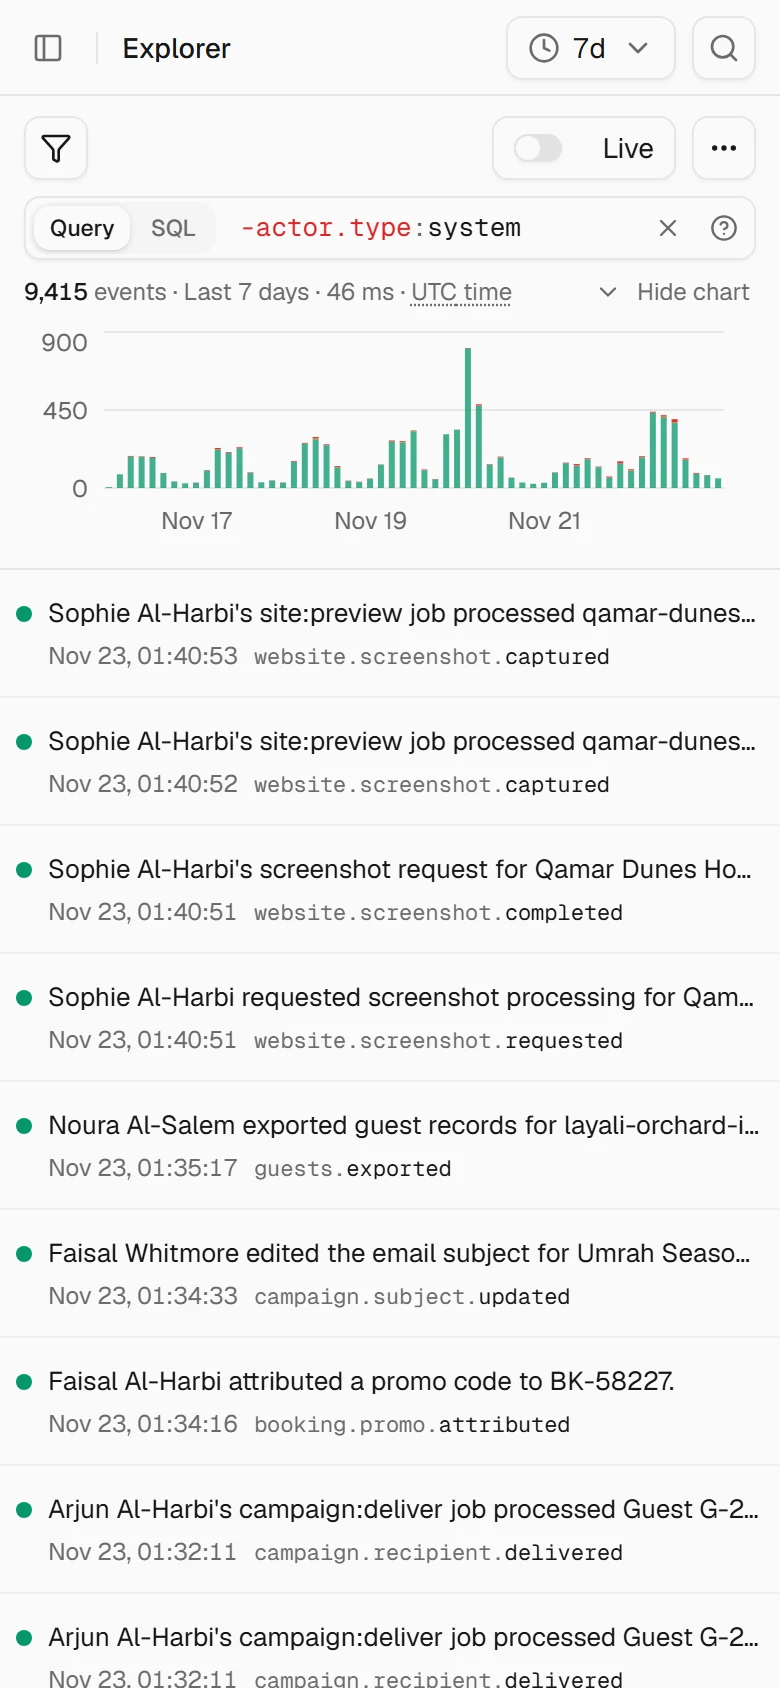 Explorer
7d
Live
Query SQL -actor.type:system
9,415 events · Last 7 days · 46 ms · UTC time Hide chart
900
450
0
Nov 17 Nov 19 Nov 21
Sophie Al-Harbi's site:preview job processed qamar-dunes...
Nov 23, 01:40:53 website.screenshot.captured
Sophie Al-Harbi's site:preview job processed qamar-dunes...
Nov 23, 01:40:52 website.screenshot.captured
Sophie Al-Harbi's screenshot request for Qamar Dunes Ho...
Nov 23, 01:40:51 website.screenshot.completed
Sophie Al-Harbi requested screenshot processing for Qam...
Nov 23, 01:40:51 website.screenshot.requested
Noura Al-Salem exported guest records for layali-orchard-i...
Nov 23, 01:35:17 guests.exported
Faisal Whitmore edited the email subject for Umrah Seaso...
Nov 23, 01:34:33 campaign.subject.updated
Faisal Al-Harbi attributed a promo code to BK-58227.
Nov 23, 01:34:16 booking.promo.attributed
Arjun Al-Harbi's campaign:deliver job processed Guest G-2...
Nov 23, 01:32:11 campaign.recipient.delivered
Arjun Al-Harbi's campaign:deliver job processed Guest G-2...
Nov 23, 01:32:11 campaign.recipient.delivered